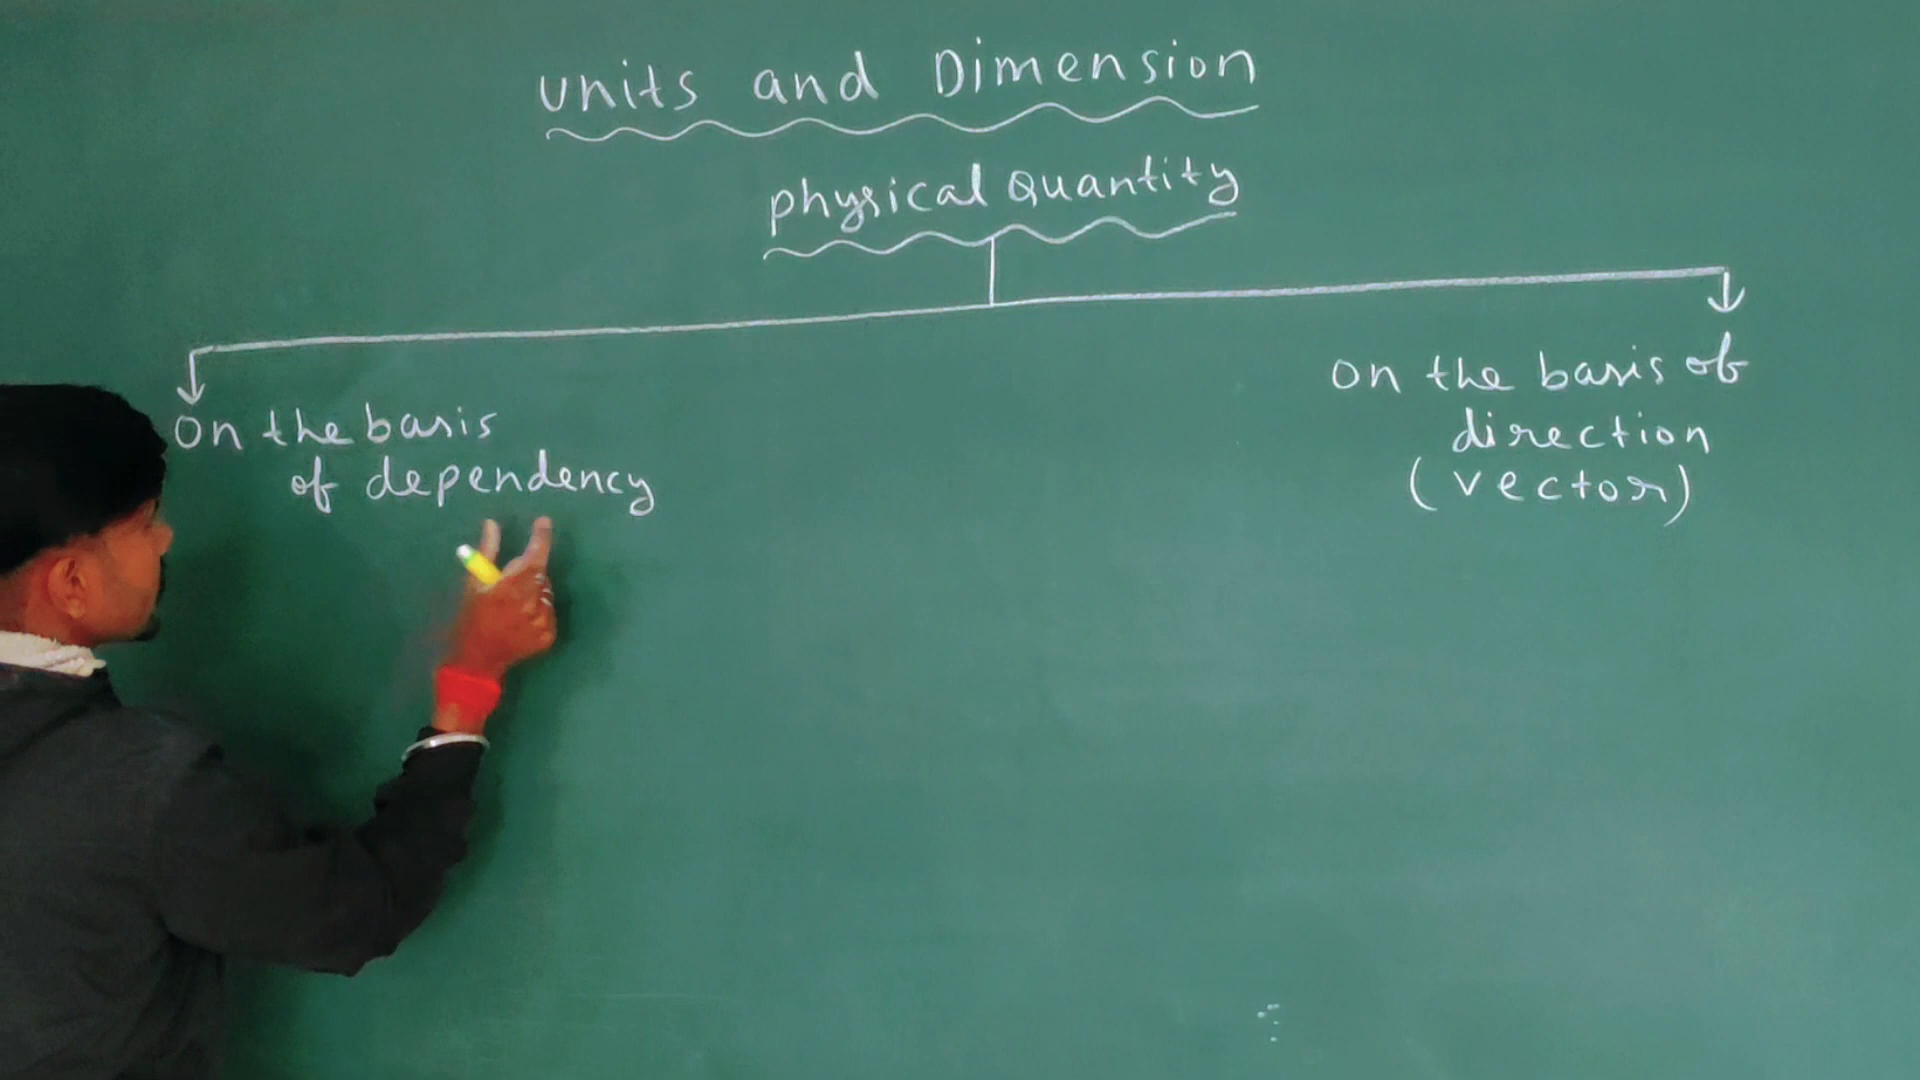 Units and Dimension
physical Quantity
On the basis
of dependency
on the basis of
direction
(vector)